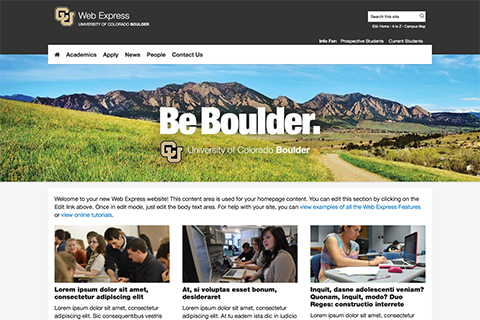 CU
Web Express
UNIVERSITY OF COLORADO BOULDER
Search this site
CU: Home • A to Z • Campus Map
Info For: Prospective Students Current Students
Academics Apply News People Contact Us
Be Boulder.
CU University of Colorado Boulder
Welcome to your new Web Express website! This content area is used for your homepage content. You can edit this section by clicking on the
Edit link above. Once in edit mode, just edit the body text area. For help with your site, you can view examples of all the Web Express Features
or view online tutorials.
Lorem ipsum dolor sit amet,
consectetur adipiscing elit
Lorem ipsum dolor sit amet, consectetur
adipiscing elit. Sic consequentibus vestris
At, si voluptas esset bonum,
desideraret
Lorem ipsum dolor sit amet, consectetur
adipiscing elit. Duo Reges: constructio interete
Inquit, dasne adolescenti veniam?
Quonam, inquit, modo? Duo
Reges: constructio interrete
Lorem ipsum dolor sit amet, consectetur